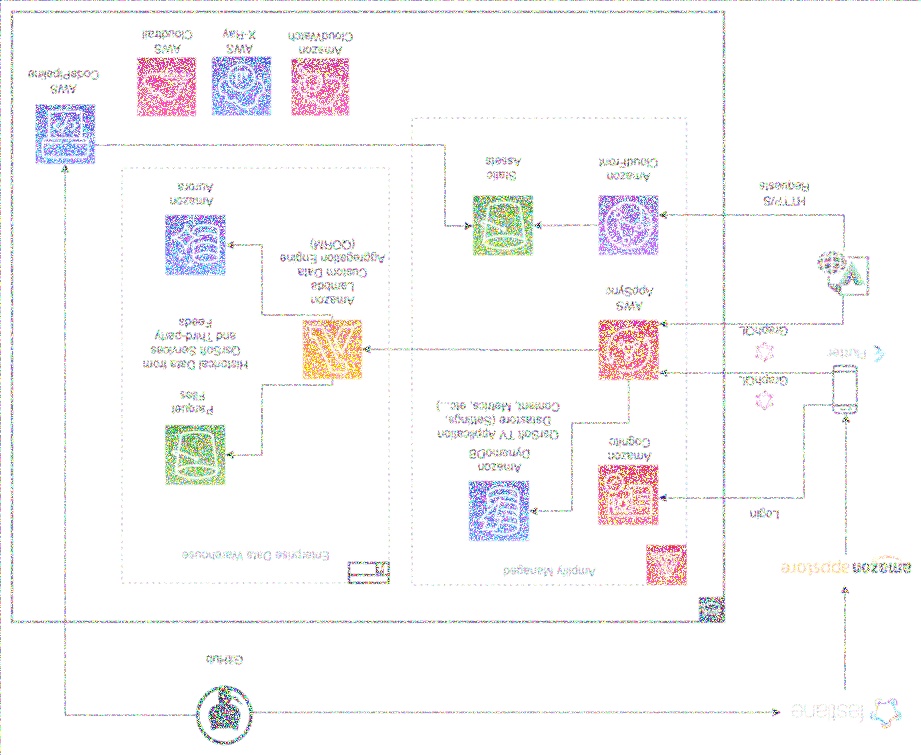 fastlane
GitHub
amazon appstore
Amplify Managed
Enterprise Data Warehouse
Login
Amazon
Cognito
Amazon
DynamoDB
QsrSoft TV Application
Datastore (Settings,
Content, Metrics, etc...)
Parquet
Files
GraphQL
Flutter
GraphQL
AWS
AppSync
Historical Data from
QsrSoft Services
and Third-party
Feeds
Amazon
Lambda
Custom Data
Aggregation Engine
(QORM)
HTTP/S
Requests
Amazon
CloudFront
Static
Assets
Amazon
Aurora
AWS
CodePipeline
Amazon
CloudWatch
AWS
X-Ray
AWS
Cloudtrail